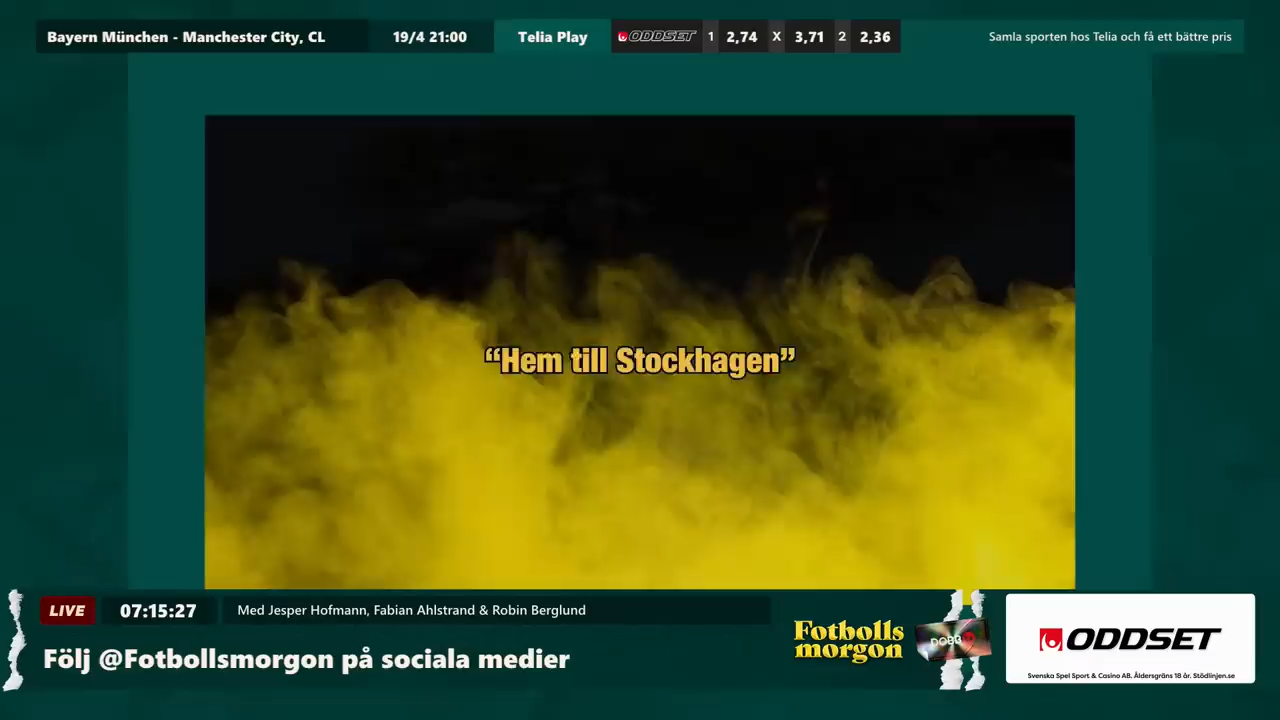 Bayern München - Manchester City, CL
19/4 21:00
Telia Play
ODDSET 1 2,74 X 3,71 2 2,36
Samla sporten hos Telia och få ett bättre pris
“Hem till Stockhagen”
LIVE
07:15:27
Med Jesper Hofmann, Fabian Ahlstrand & Robin Berglund
Följ @Fotbollsmorgon på sociala medier
Fotbolls
morgon
ODDSET
Svenska Spel Sport & Casino AB. Åldersgräns 18 år. Stödlinjen.se